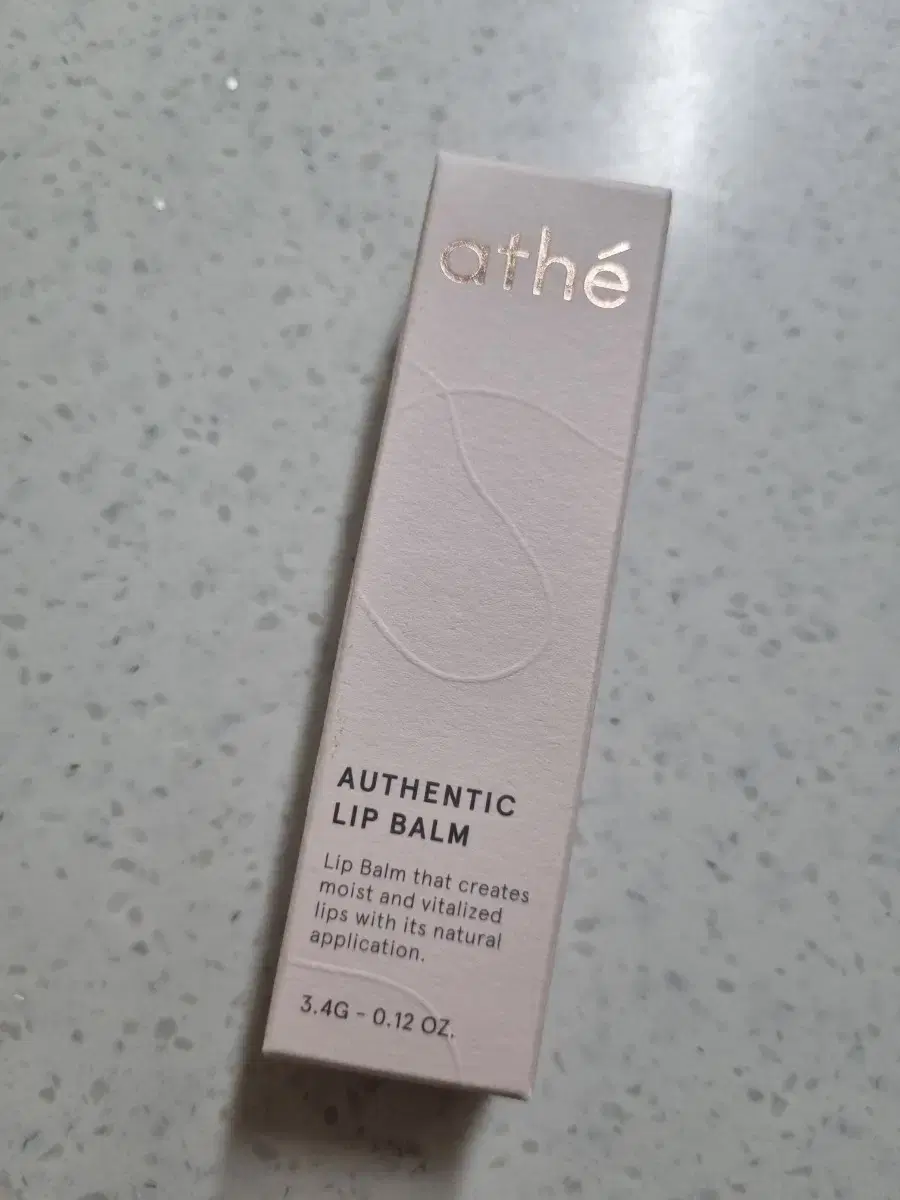 athé
AUTHENTIC
LIP BALM
Lip Balm that creates
moist and vitalized
lips with its natural
application.
3.4G - 0.12 OZ.